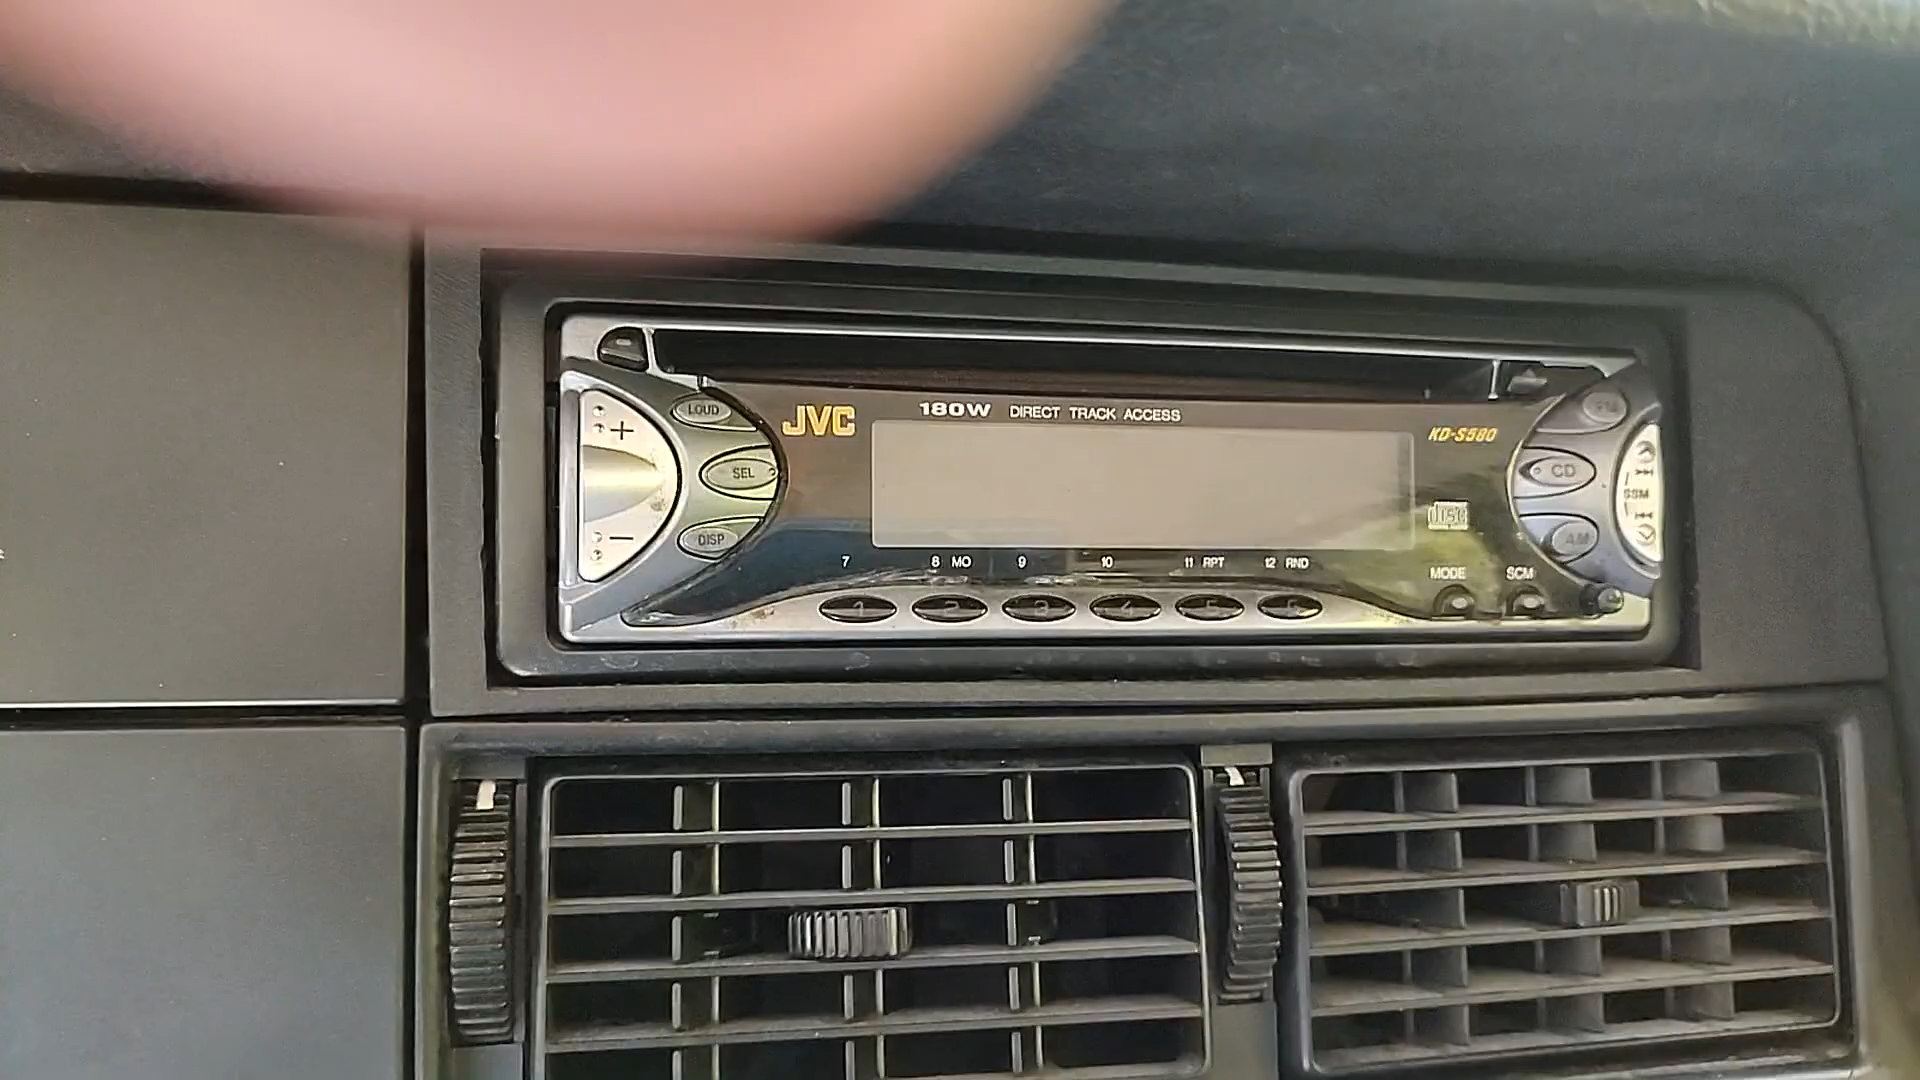 JVC 180W DIRECT TRACK ACCESS
KD-S580
LOUD
+
SEL
CD
SSM
DISP
AM
−
disc
7 8 MO 9 10 11 RPT 12 RND
MODE SCM
1 2 3 4 5 6